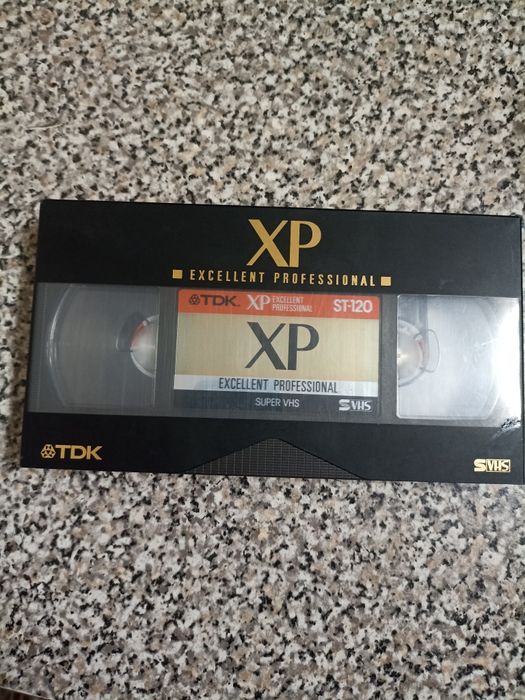 XP
EXCELLENT PROFESSIONAL
TDK XP EXCELLENT PROFESSIONAL ST-120
XP
EXCELLENT PROFESSIONAL
SUPER VHS S VHS
TDK
S VHS